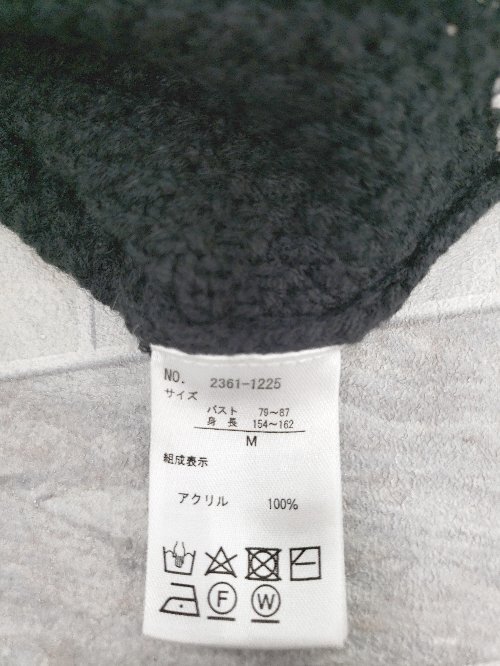 NO. 2361-1225
サイズ
バスト 79～87
身長 154～162
M
組成表示
アクリル 100%
F W